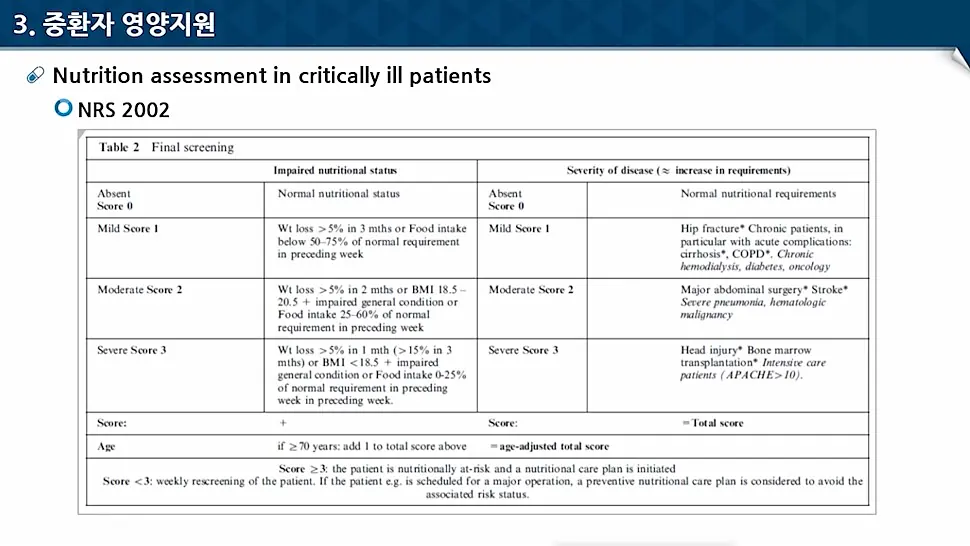 3. 중환자 영양지원
Nutrition assessment in critically ill patients
NRS 2002
Table 2 Final screening
Impaired nutritional status
Severity of disease (≈ increase in requirements)
Absent
Score 0
Normal nutritional status
Absent
Score 0
Normal nutritional requirements
Mild Score 1
Wt loss >5% in 3 mths or Food intake
below 50–75% of normal requirement
in preceding week
Mild Score 1
Hip fracture* Chronic patients, in
particular with acute complications:
cirrhosis*, COPD*. Chronic
hemodialysis, diabetes, oncology
Moderate Score 2
Wt loss >5% in 2 mths or BMI 18.5 –
20.5 + impaired general condition or
Food intake 25–60% of normal
requirement in preceding week
Moderate Score 2
Major abdominal surgery* Stroke*
Severe pneumonia, hematologic
malignancy
Severe Score 3
Wt loss >5% in 1 mth (>15% in 3
mths) or BMI <18.5 + impaired
general condition or Food intake 0-25%
of normal requirement in preceding
week in preceding week.
Severe Score 3
Head injury* Bone marrow
transplantation* Intensive care
patients (APACHE>10).
Score:
+
Score:
= Total score
Age
if ≥70 years: add 1 to total score above
= age-adjusted total score
Score ≥3: the patient is nutritionally at-risk and a nutritional care plan is initiated
Score <3: weekly rescreening of the patient. If the patient e.g. is scheduled for a major operation, a preventive nutritional care plan is considered to avoid the
associated risk status.